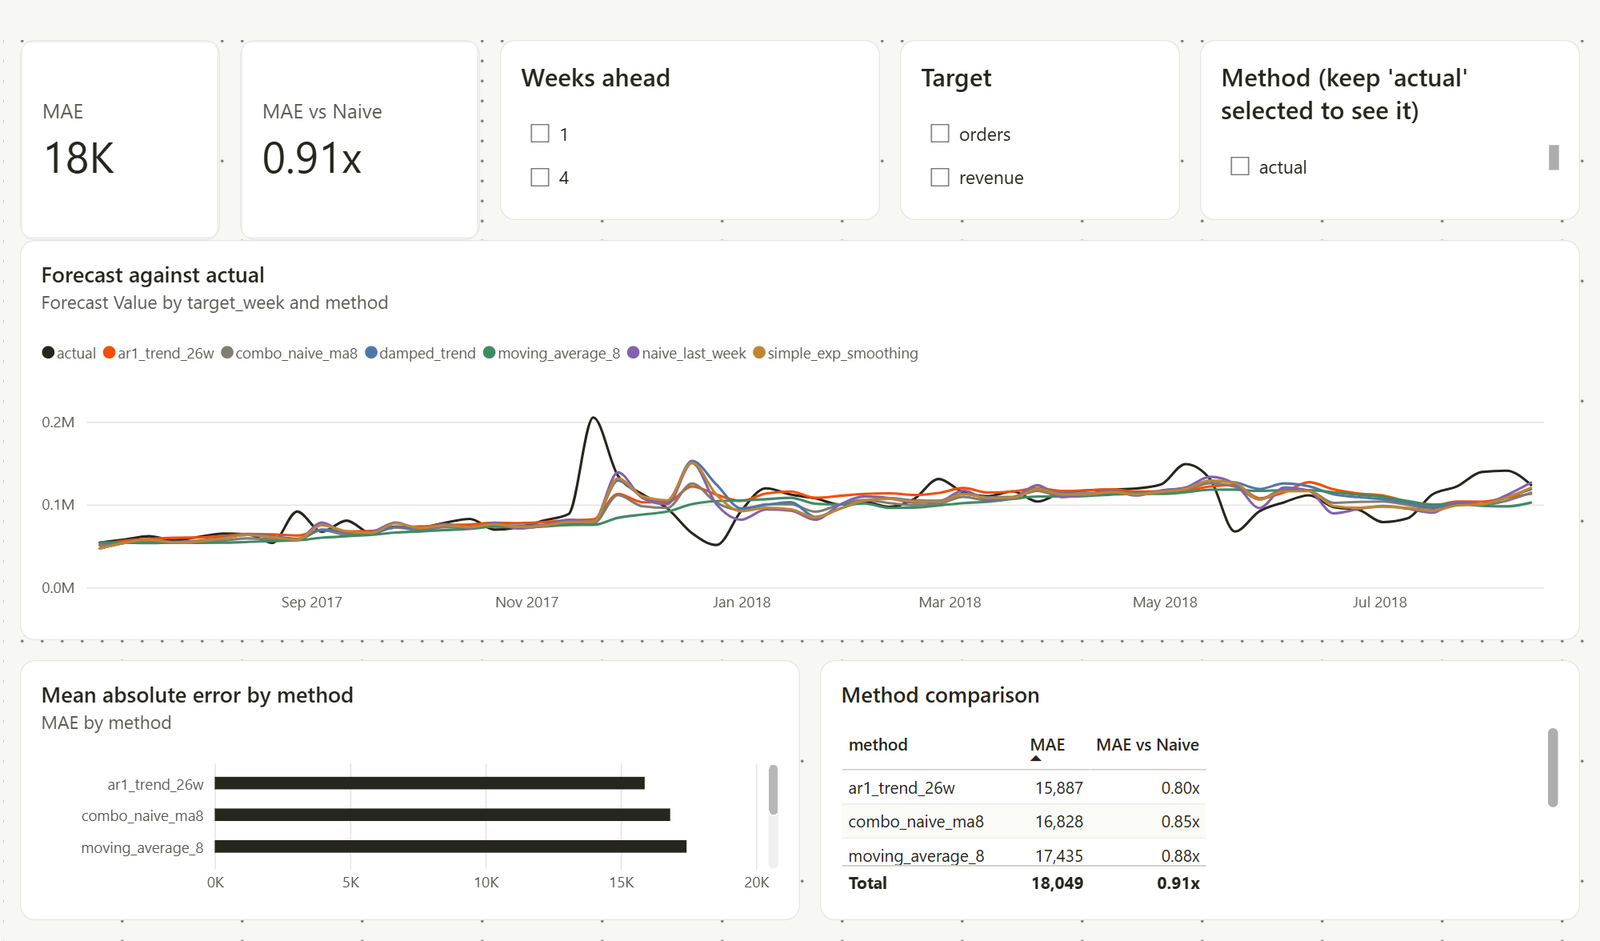 MAE
18K
MAE vs Naive
0.91x
Weeks ahead
1
4
Target
orders
revenue
Method (keep 'actual'
selected to see it)
actual
Forecast against actual
Forecast Value by target_week and method
actual ar1_trend_26w combo_naive_ma8 damped_trend moving_average_8 naive_last_week simple_exp_smoothing
0.2M
0.1M
0.0M
Sep 2017 Nov 2017 Jan 2018 Mar 2018 May 2018 Jul 2018
Mean absolute error by method
MAE by method
ar1_trend_26w
combo_naive_ma8
moving_average_8
0K 5K 10K 15K 20K
Method comparison
method MAE MAE vs Naive
ar1_trend_26w 15,887 0.80x
combo_naive_ma8 16,828 0.85x
moving_average_8 17,435 0.88x
Total 18,049 0.91x